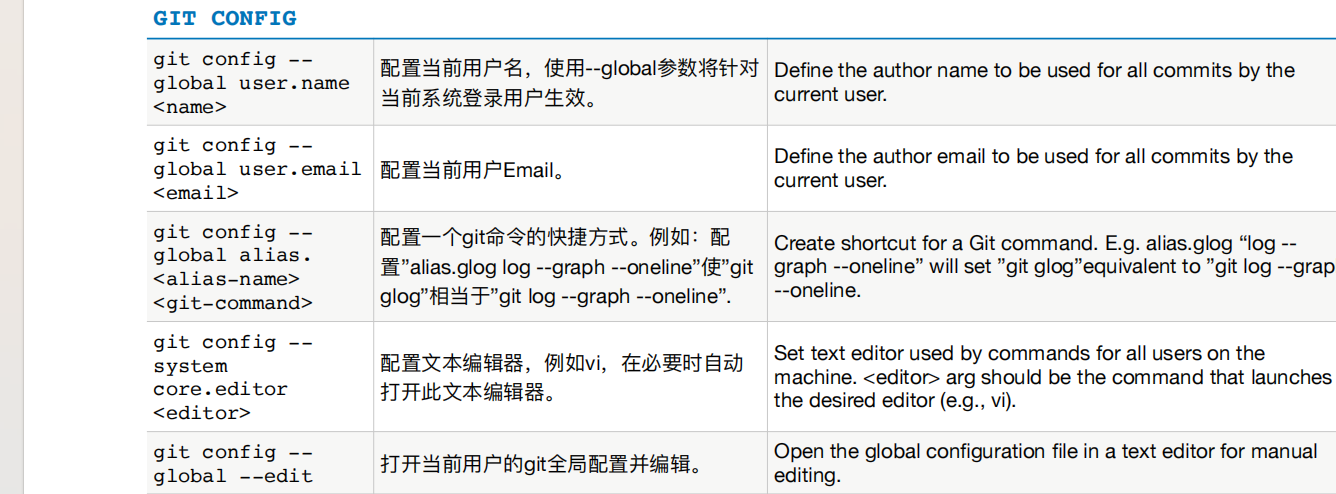 GIT CONFIG
git config --
global user.name
<name>
配置当前用户名，使用--global参数将针对
当前系统登录用户生效。
Define the author name to be used for all commits by the
current user.
git config --
global user.email
<email>
配置当前用户Email。
Define the author email to be used for all commits by the
current user.
git config --
global alias.
<alias-name>
<git-command>
配置一个git命令的快捷方式。例如：配
置”alias.glog log --graph --oneline”使”git
glog”相当于”git log --graph --oneline”.
Create shortcut for a Git command. E.g. alias.glog “log --
graph --oneline” will set ”git glog”equivalent to ”git log --grap
--oneline.
git config --
system
core.editor
<editor>
配置文本编辑器，例如vi，在必要时自动
打开此文本编辑器。
Set text editor used by commands for all users on the
machine. <editor> arg should be the command that launches
the desired editor (e.g., vi).
git config --
global --edit
打开当前用户的git全局配置并编辑。
Open the global configuration file in a text editor for manual
editing.